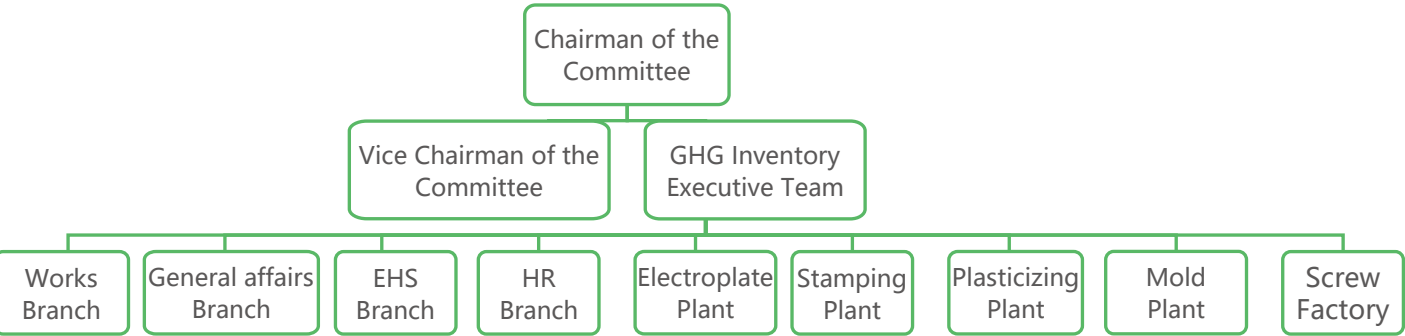 Chairman of the
Committee
Vice Chairman of the
Committee
GHG Inventory
Executive Team
Works
Branch
General affairs
Branch
EHS
Branch
HR
Branch
Electroplate
Plant
Stamping
Plant
Plasticizing
Plant
Mold
Plant
Screw
Factory